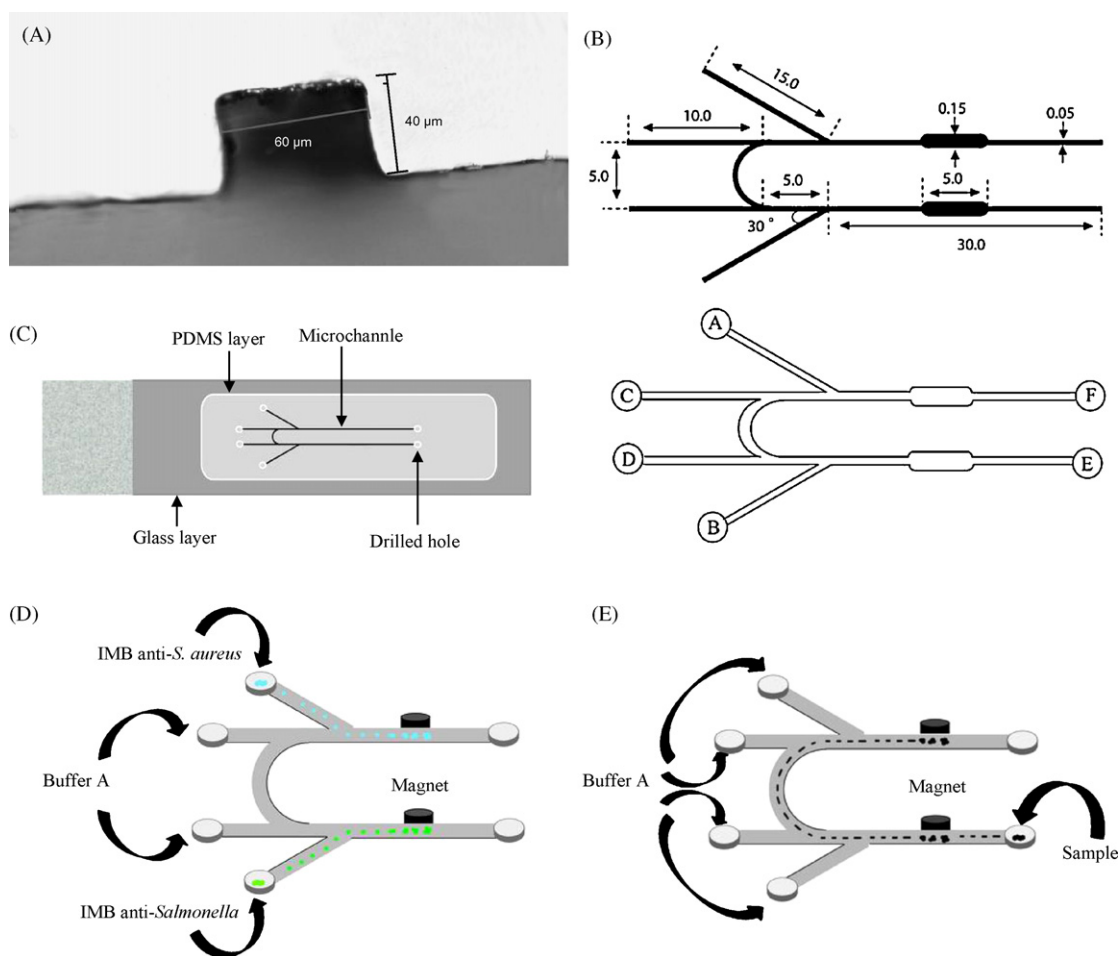 (A)
60 µm
40 µm
(B)
15.0
10.0
0.15
0.05
5.0
5.0
5.0
30 °
30.0
(C)
PDMS layer
Microchannle
Glass layer
Drilled hole
A
C
F
D
E
B
(D)
IMB anti-S. aureus
Buffer A
Magnet
IMB anti-Salmonella
(E)
Buffer A
Magnet
Sample